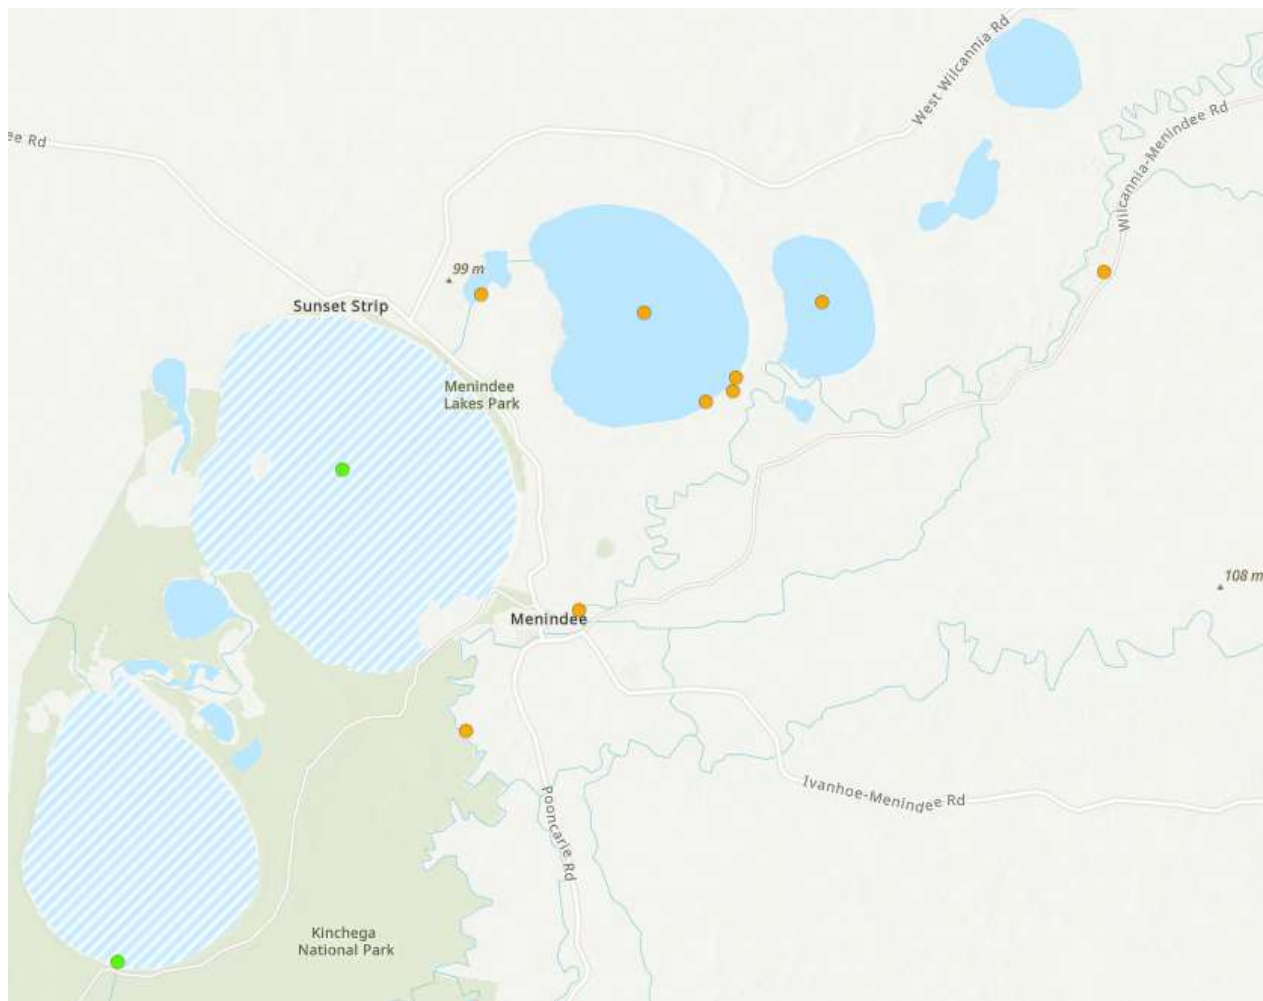 West Wilcannia Rd
ee Rd
Wilcannia-Menindee Rd
99 m
Sunset Strip
Menindee
Lakes Park
108 m
Menindee
Ivanhoe-Menindee Rd
Pooncarie Rd
Kinchega
National Park